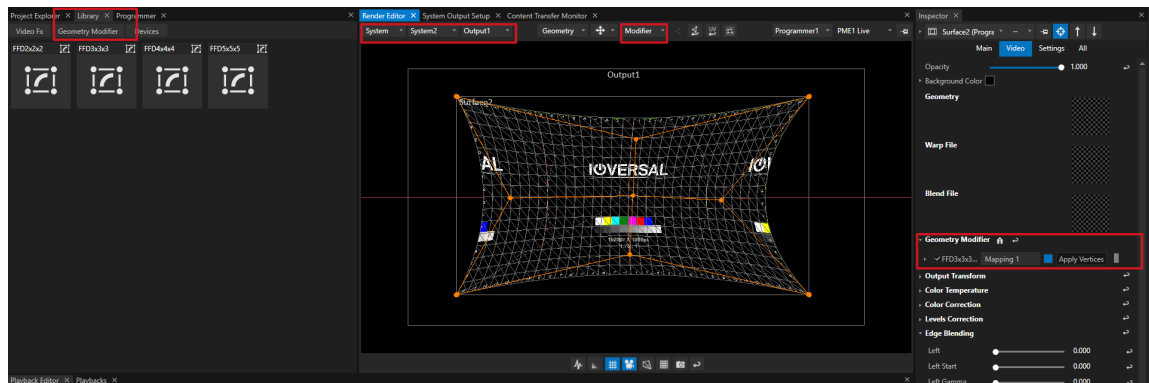 Project Explorer × Library × Programmer × ×
Video Fx Geometry Modifier Devices
FFD2x2x2 FFD3x3x3 FFD4x4x4 FFD5x5x5
Render Editor × System Output Setup × Content Transfer Monitor × ×
System System2 Output1 Geometry Modifier Programmer1 PME1 Live
Output1
Surface2
AL IOVERSAL IO
Inspector × ×
Surface2 (Progra
Main Video Settings All
Opacity 1.000
Background Color
Geometry
Warp File
Blend File
Geometry Modifier
FFD3x3x3... Mapping 1 Apply Vertices
Output Transform
Color Temperature
Color Correction
Levels Correction
Edge Blending
Left 0.000
Left Start 0.000
Left Gamma 0.000
Playback Editor × Playbacks × ×